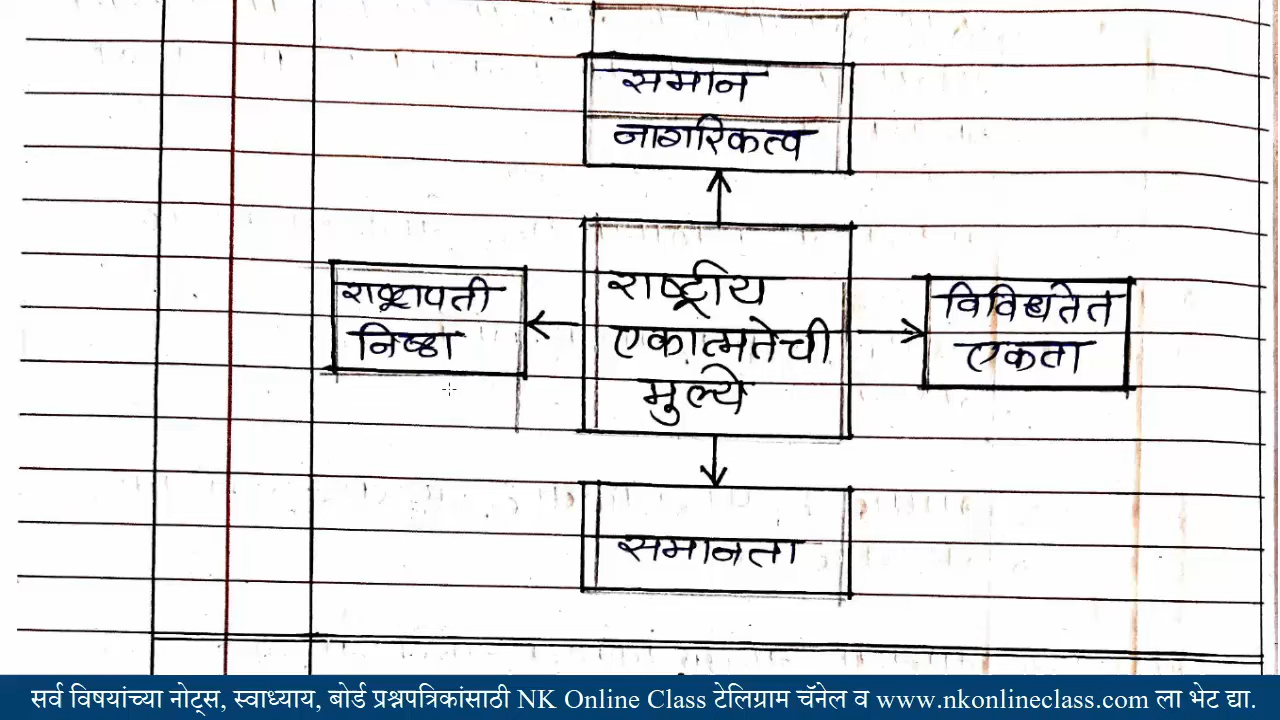 समान
नागरिकत्व
राष्ट्रापती
निष्ठा
राष्ट्रीय
एकात्मतेची
मुल्ये
विविधतेत
एकता
समानता
सर्व विषयांच्या नोट्स, स्वाध्याय, बोर्ड प्रश्नपत्रिकांसाठी NK Online Class टेलिग्राम चॅनेल व www.nkonlineclass.com ला भेट द्या.